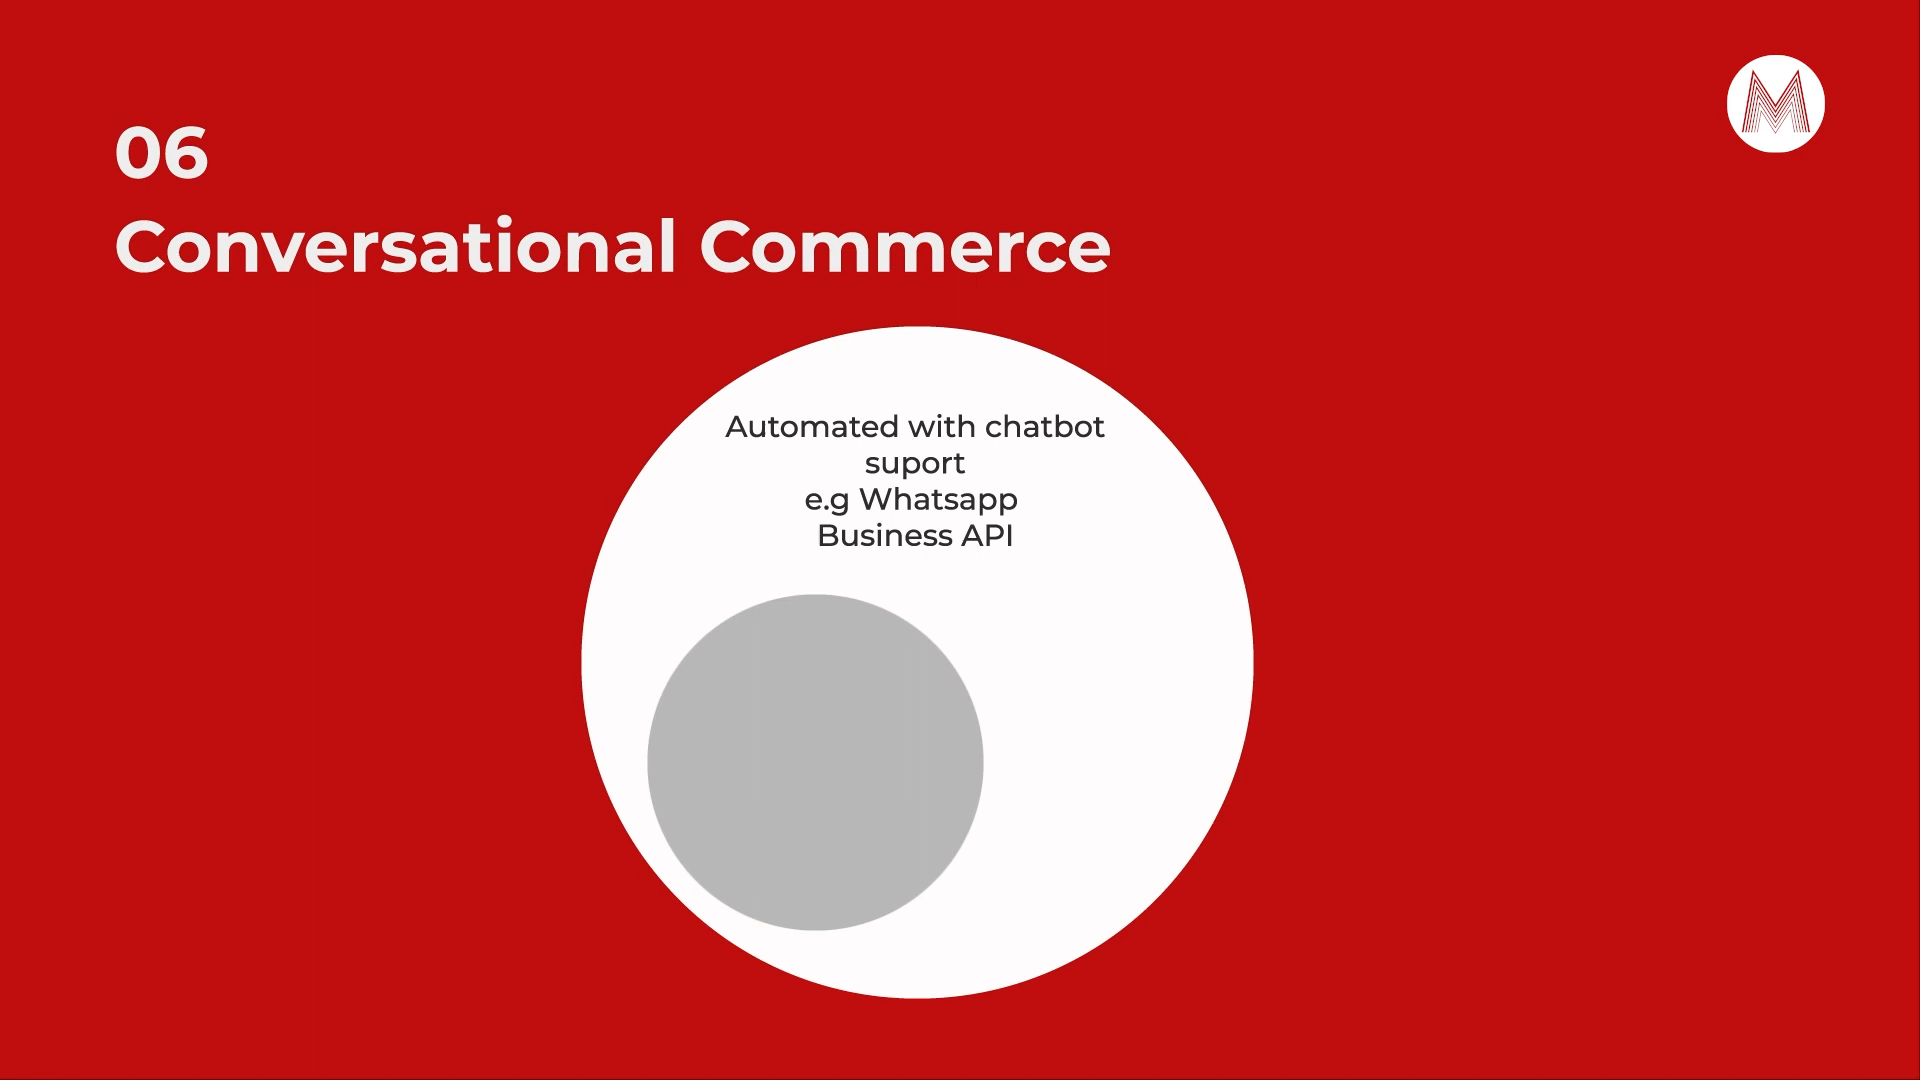 06
Conversational Commerce
Automated with chatbot
suport
e.g Whatsapp
Business API
M